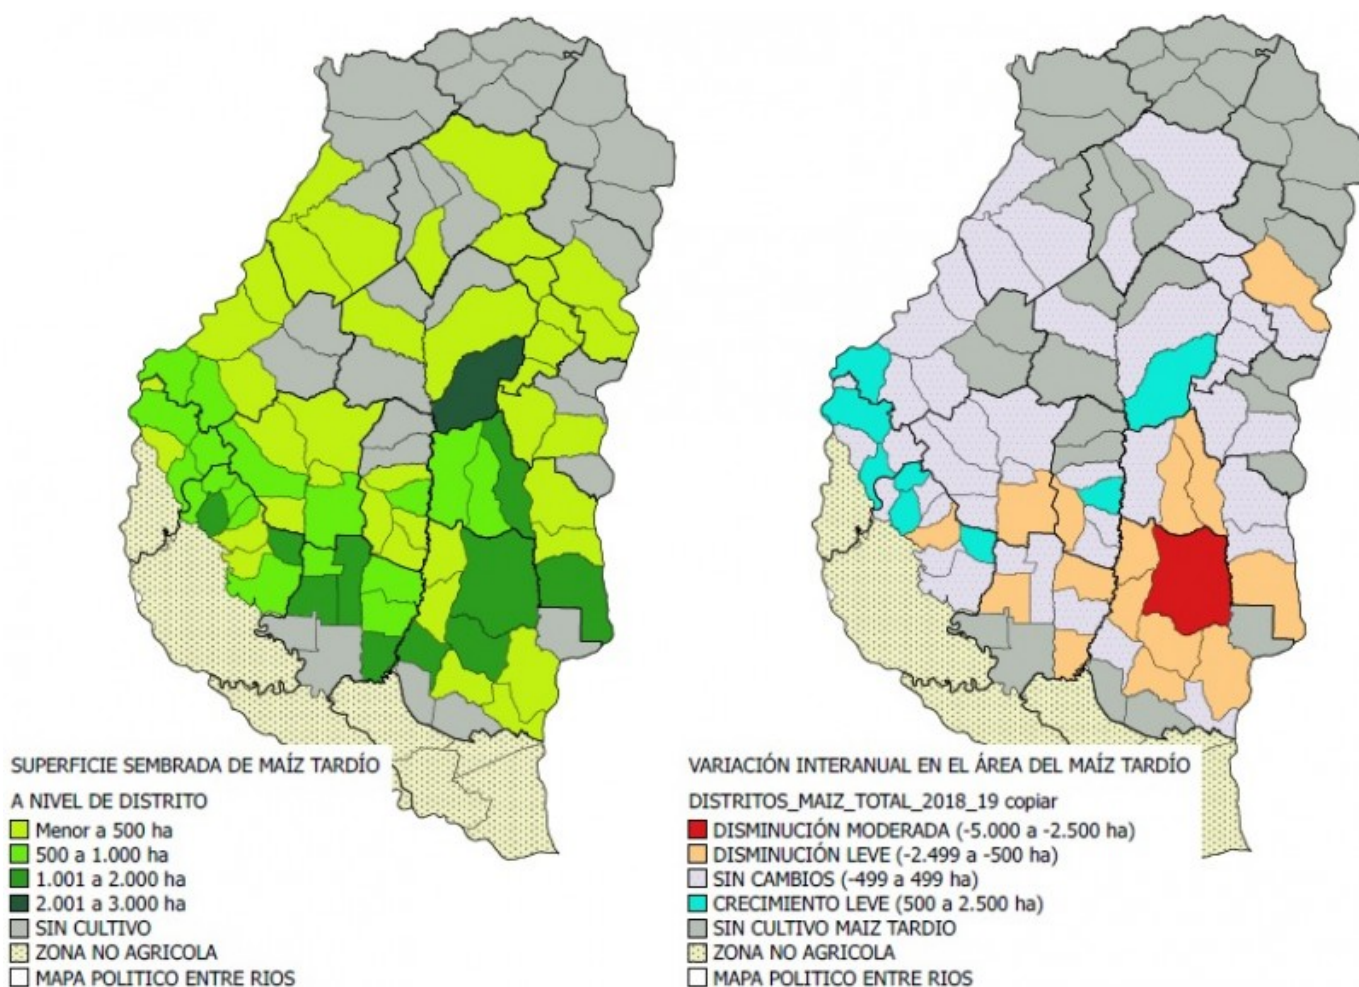 SUPERFICIE SEMBRADA DE MAÍZ TARDÍO
A NIVEL DE DISTRITO
Menor a 500 ha
500 a 1.000 ha
1.001 a 2.000 ha
2.001 a 3.000 ha
SIN CULTIVO
ZONA NO AGRICOLA
MAPA POLITICO ENTRE RIOS
VARIACIÓN INTERANUAL EN EL ÁREA DEL MAÍZ TARDÍO
DISTRITOS_MAIZ_TOTAL_2018_19 copiar
DISMINUCIÓN MODERADA (-5.000 a -2.500 ha)
DISMINUCIÓN LEVE (-2.499 a -500 ha)
SIN CAMBIOS (-499 a 499 ha)
CRECIMIENTO LEVE (500 a 2.500 ha)
SIN CULTIVO MAIZ TARDIO
ZONA NO AGRICOLA
MAPA POLITICO ENTRE RIOS